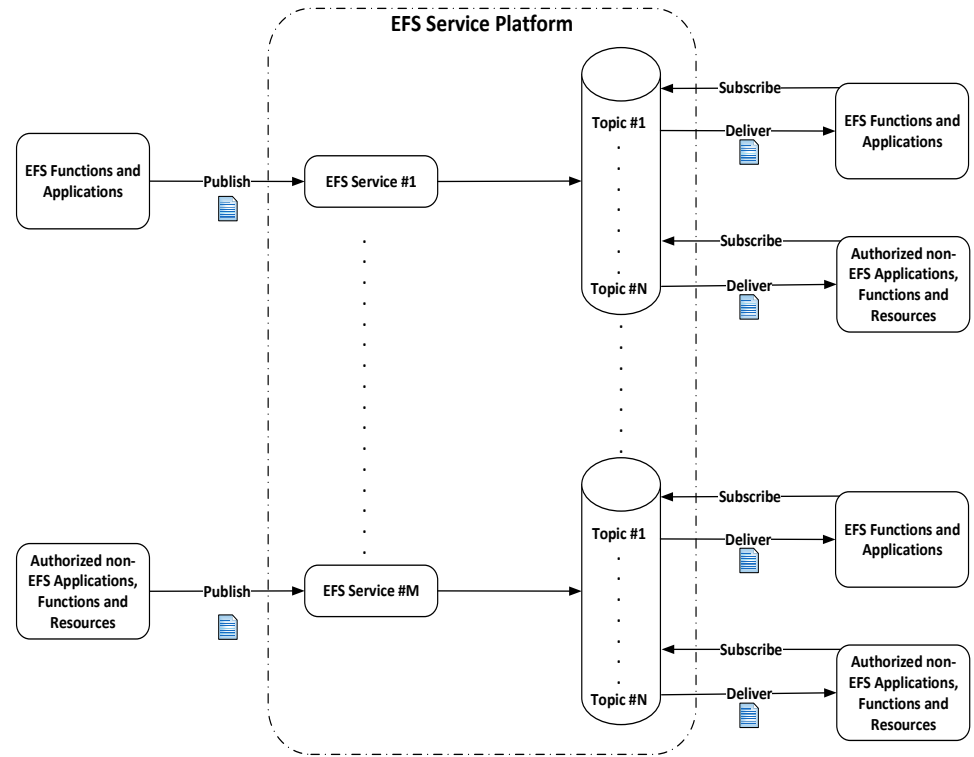 EFS Service Platform
Subscribe
Topic #1
Deliver
EFS Functions and
Applications
EFS Functions and
Applications
Publish
EFS Service #1
Subscribe
Topic #N
Deliver
Authorized non-
EFS Applications,
Functions and
Resources
Subscribe
Topic #1
Deliver
EFS Functions and
Applications
Authorized non-
EFS Applications,
Functions and
Resources
Publish
EFS Service #M
Subscribe
Topic #N
Deliver
Authorized non-
EFS Applications,
Functions and
Resources